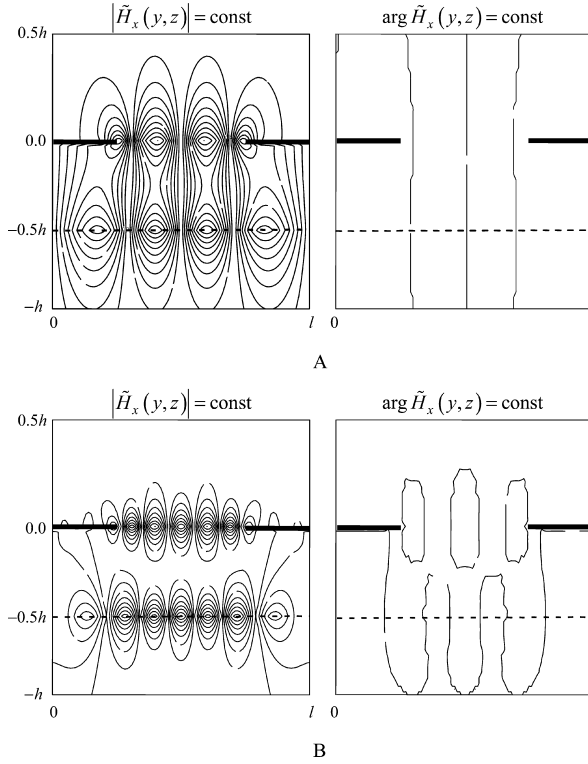 |H̃ₓ(y,z)| = const
arg H̃ₓ(y,z) = const
0.5h
0.0
−0.5h
−h
0
l
0
A
|H̃ₓ(y,z)| = const
arg H̃ₓ(y,z) = const
0.5h
0.0
−0.5h
−h
0
l
0
B